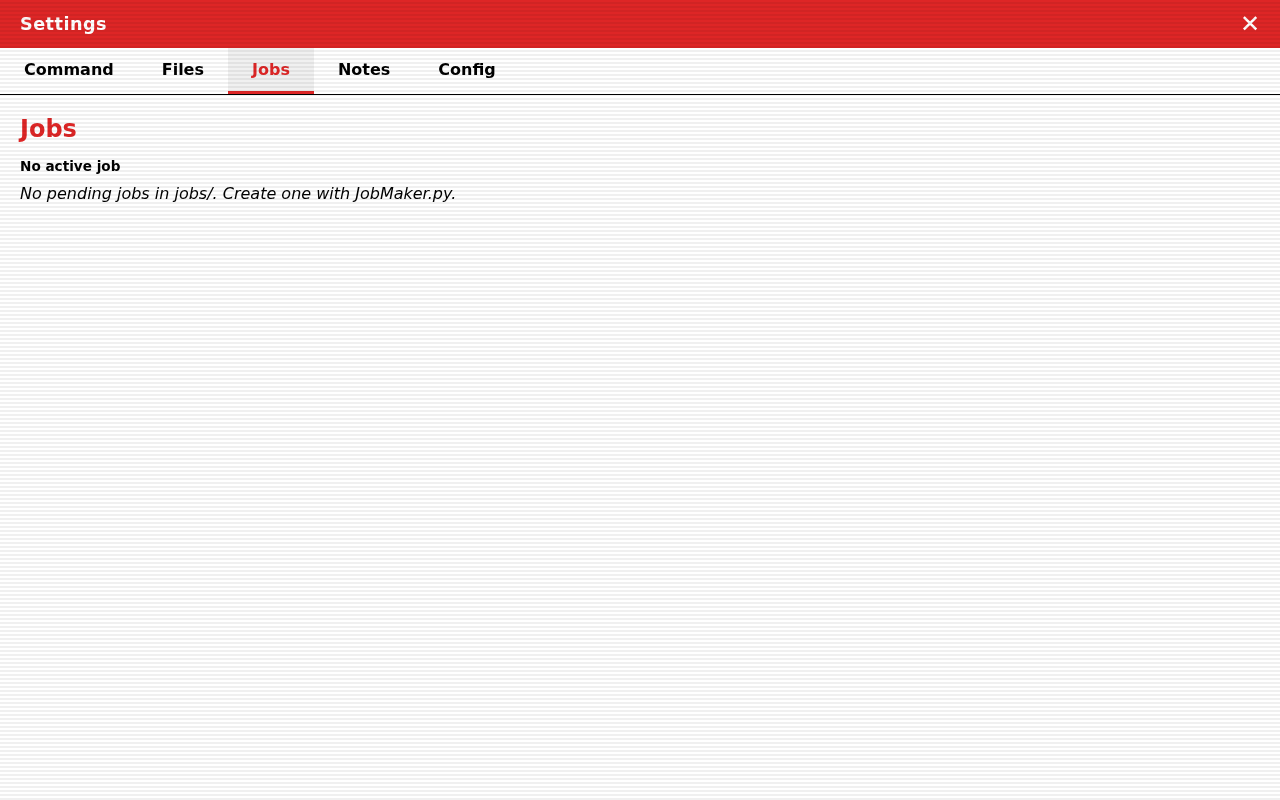 Settings ✕
Command Files Jobs Notes Config
Jobs
No active job
No pending jobs in jobs/. Create one with JobMaker.py.